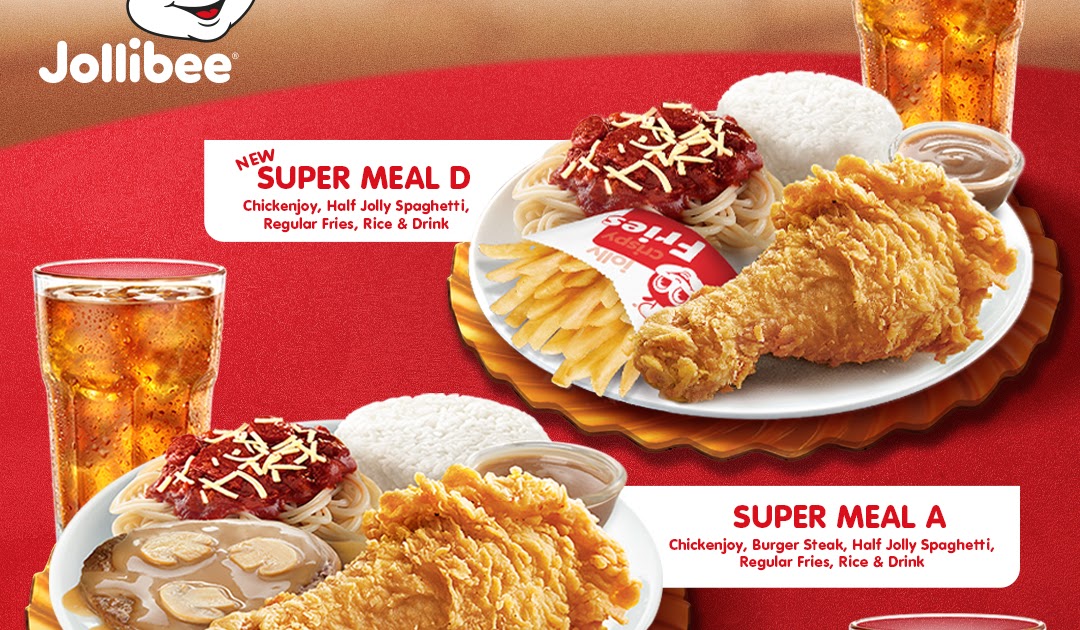 Jollibee®
NEW
SUPER MEAL D
Chickenjoy, Half Jolly Spaghetti,
Regular Fries, Rice & Drink
jolly
crispy
Fries
SUPER MEAL A
Chickenjoy, Burger Steak, Half Jolly Spaghetti,
Regular Fries, Rice & Drink